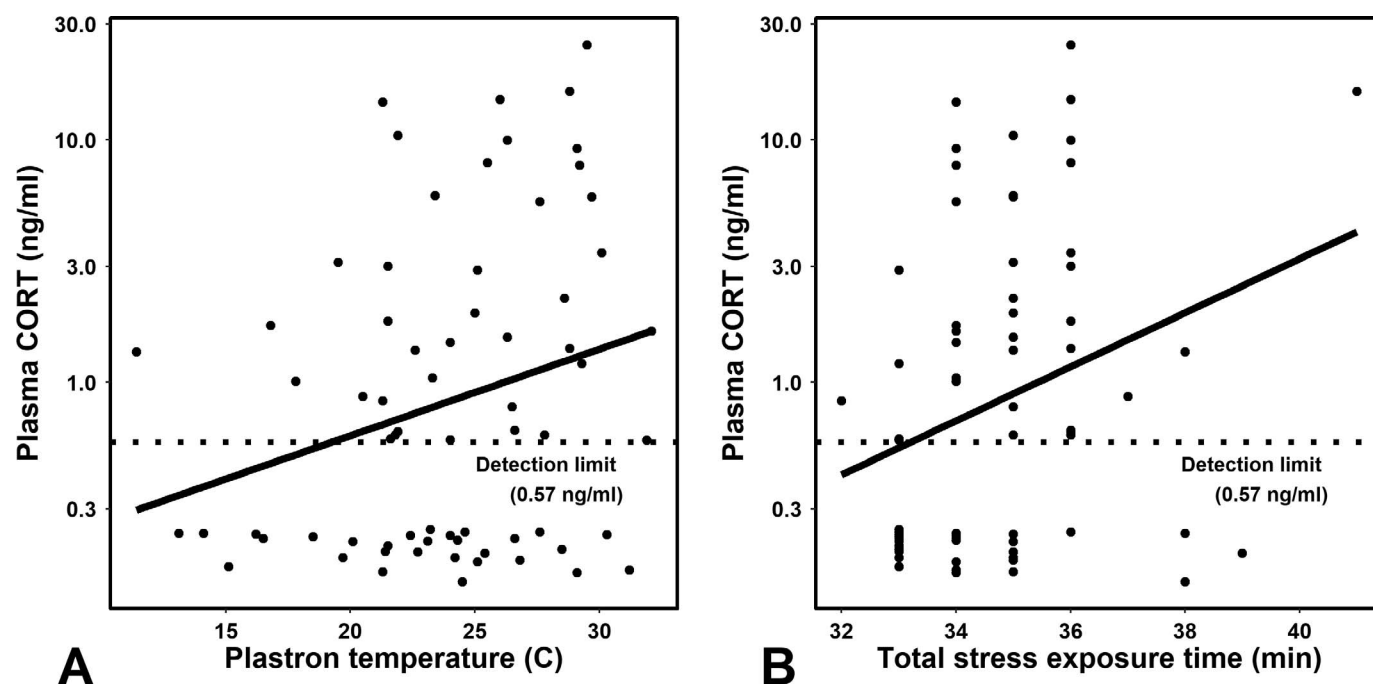 Plasma CORT (ng/ml)
30.0
10.0
3.0
1.0
0.3
Detection limit
(0.57 ng/ml)
15
20
25
30
Plastron temperature (C)
A
Plasma CORT (ng/ml)
30.0
10.0
3.0
1.0
0.3
Detection limit
(0.57 ng/ml)
32
34
36
38
40
Total stress exposure time (min)
B